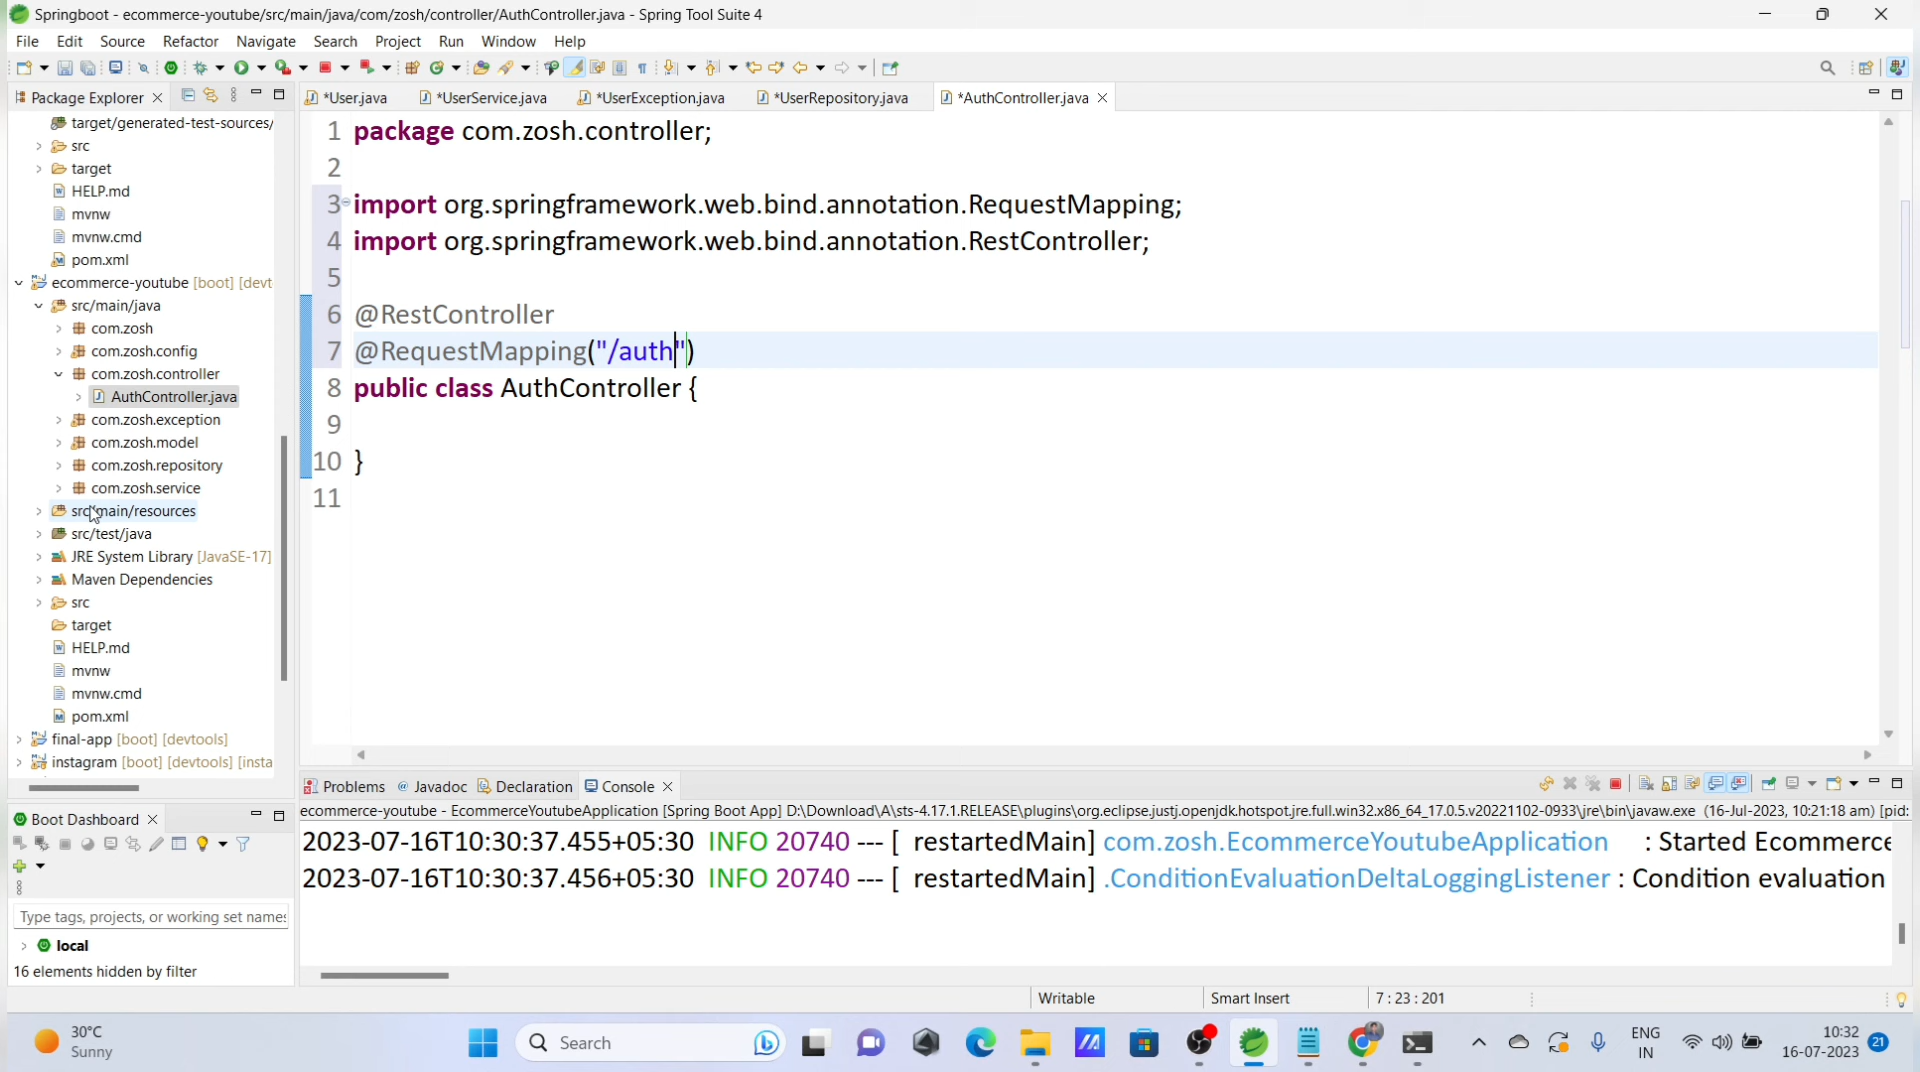 Springboot - ecommerce-youtube/src/main/java/com/zosh/controller/AuthController.java - Spring Tool Suite 4
File Edit Source Refactor Navigate Search Project Run Window Help
Package Explorer
*User.java *UserService.java *UserException.java *UserRepository.java *AuthController.java
target/generated-test-sources/
src
target
HELP.md
mvnw
mvnw.cmd
pom.xml
ecommerce-youtube [boot] [devt
src/main/java
com.zosh
com.zosh.config
com.zosh.controller
AuthController.java
com.zosh.exception
com.zosh.model
com.zosh.repository
com.zosh.service
src/main/resources
src/test/java
JRE System Library [JavaSE-17]
Maven Dependencies
src
target
HELP.md
mvnw
mvnw.cmd
pom.xml
final-app [boot] [devtools]
instagram [boot] [devtools] [insta
1 package com.zosh.controller;
2
3 import org.springframework.web.bind.annotation.RequestMapping;
4 import org.springframework.web.bind.annotation.RestController;
5
6 @RestController
7 @RequestMapping("/auth")
8 public class AuthController {
9
10 }
11
Problems @ Javadoc Declaration Console
ecommerce-youtube - EcommerceYoutubeApplication [Spring Boot App] D:\Download\A\sts-4.17.1.RELEASE\plugins\org.eclipse.justj.openjdk.hotspot.jre.full.win32.x86_64_17.0.5.v20221102-0933\jre\bin\javaw.exe (16-Jul-2023, 10:21:18 am) [pid:
2023-07-16T10:30:37.455+05:30 INFO 20740 --- [ restartedMain] com.zosh.EcommerceYoutubeApplication : Started Ecommerce
2023-07-16T10:30:37.456+05:30 INFO 20740 --- [ restartedMain] .ConditionEvaluationDeltaLoggingListener : Condition evaluation
Boot Dashboard
Type tags, projects, or working set names
local
16 elements hidden by filter
Writable Smart Insert 7 : 23 : 201
30°C
Sunny
Search
ENG
IN
10:32
16-07-2023
21